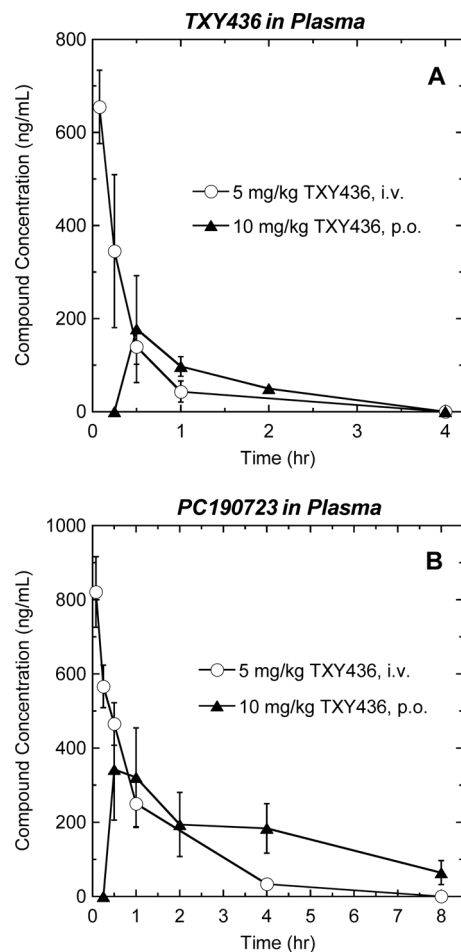 TXY436 in Plasma
800
A
600
5 mg/kg TXY436, i.v.
400
10 mg/kg TXY436, p.o.
200
0
0 1 2 3 4
Compound Concentration (ng/mL)
Time (hr)
PC190723 in Plasma
1000
B
800
5 mg/kg TXY436, i.v.
600
10 mg/kg TXY436, p.o.
400
200
0
0 1 2 3 4 5 6 7 8
Compound Concentration (ng/mL)
Time (hr)